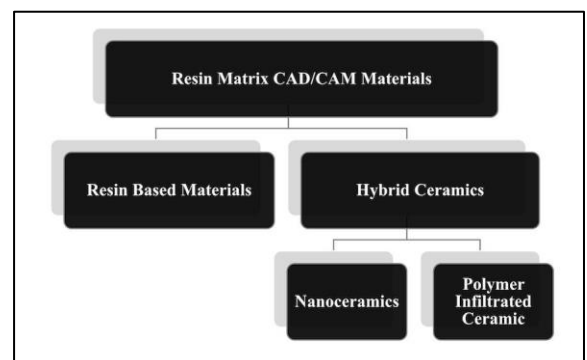 Resin Matrix CAD/CAM Materials
Resin Based Materials
Hybrid Ceramics
Nanoceramics
Polymer
Infiltrated
Ceramic